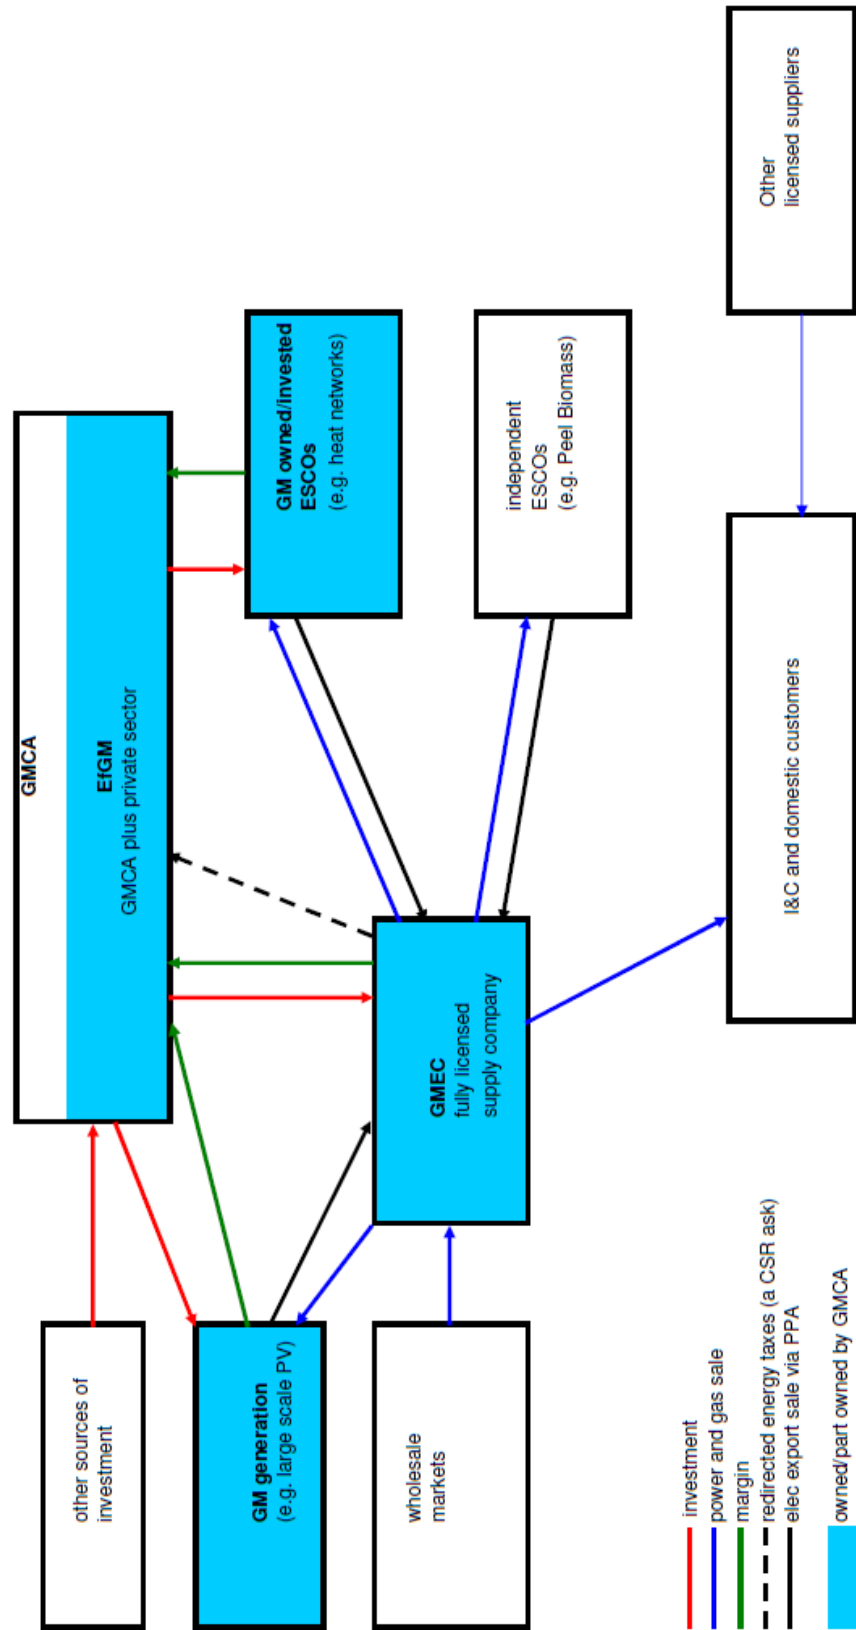 GMCA
EfGM
GMCA plus private sector
other sources of
investment
GM generation
(e.g. large scale PV)
wholesale
markets
GMEC
fully licensed
supply company
GM owned/invested
ESCOs
(e.g. heat networks)
independent
ESCOs
(e.g. Peel Biomass)
I&C and domestic customers
Other
licensed suppliers
investment
power and gas sale
margin
redirected energy taxes (a CSR ask)
elec export sale via PPA
owned/part owned by GMCA